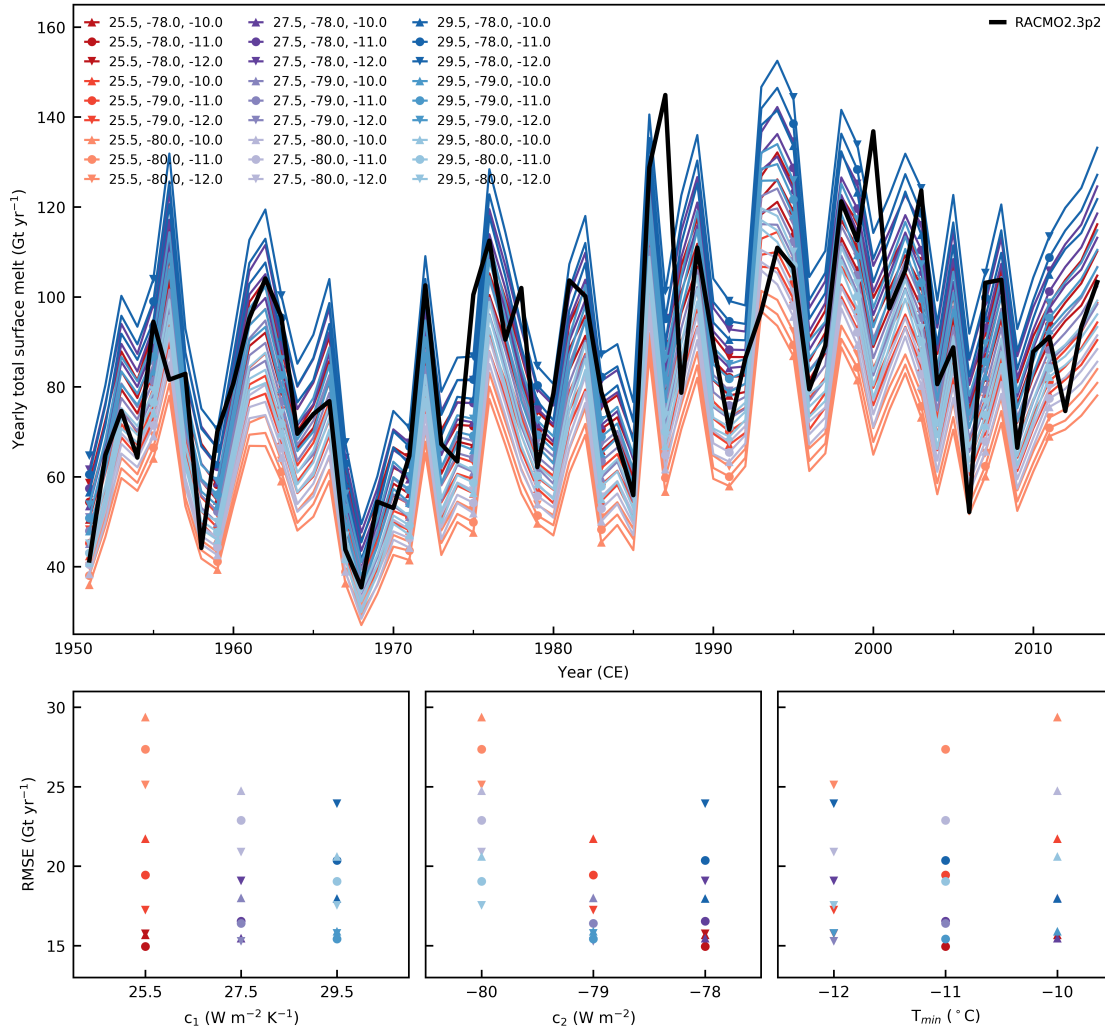 160
140
120
100
80
60
40
Yearly total surface melt (Gt yr⁻¹)
25.5, -78.0, -10.0
25.5, -78.0, -11.0
25.5, -78.0, -12.0
25.5, -79.0, -10.0
25.5, -79.0, -11.0
25.5, -79.0, -12.0
25.5, -80.0, -10.0
25.5, -80.0, -11.0
25.5, -80.0, -12.0
27.5, -78.0, -10.0
27.5, -78.0, -11.0
27.5, -78.0, -12.0
27.5, -79.0, -10.0
27.5, -79.0, -11.0
27.5, -79.0, -12.0
27.5, -80.0, -10.0
27.5, -80.0, -11.0
27.5, -80.0, -12.0
29.5, -78.0, -10.0
29.5, -78.0, -11.0
29.5, -78.0, -12.0
29.5, -79.0, -10.0
29.5, -79.0, -11.0
29.5, -79.0, -12.0
29.5, -80.0, -10.0
29.5, -80.0, -11.0
29.5, -80.0, -12.0
RACMO2.3p2
1950 1960 1970 1980 1990 2000 2010
Year (CE)
30
25
20
15
RMSE (Gt yr⁻¹)
25.5 27.5 29.5
c₁ (W m⁻² K⁻¹)
−80 −79 −78
c₂ (W m⁻²)
−12 −11 −10
T_min (°C)